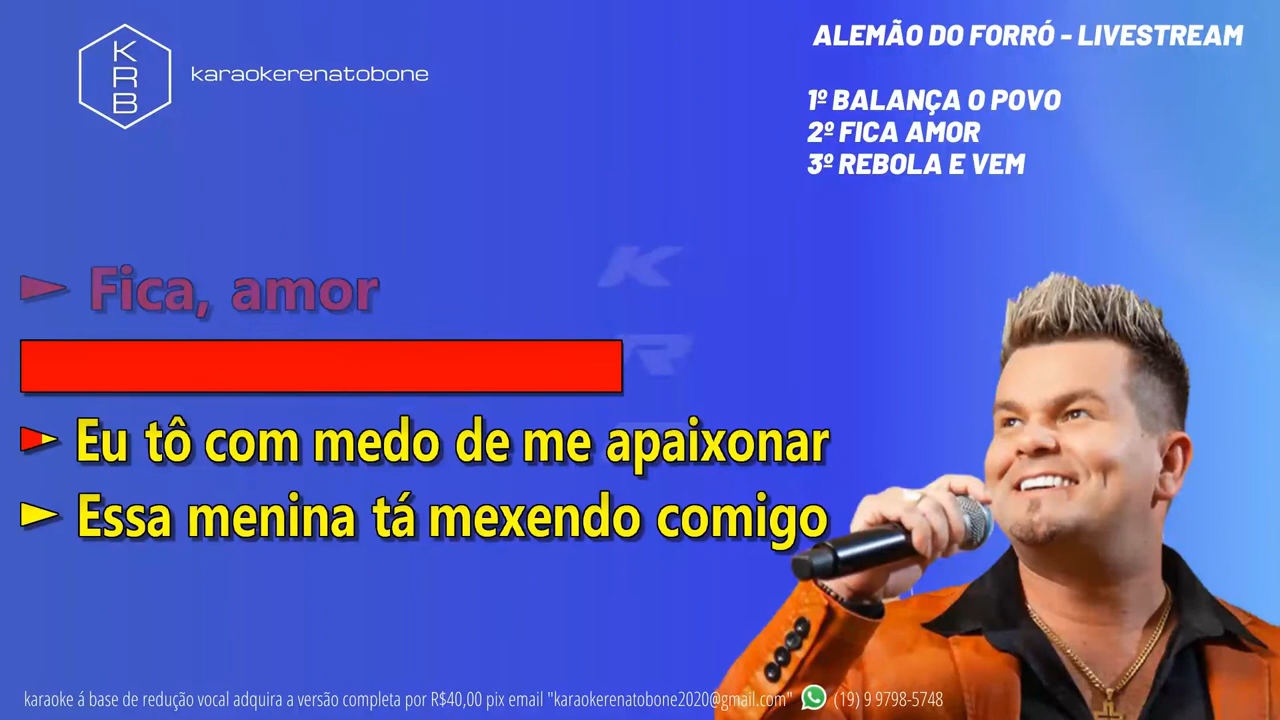 KRB
karaokerenatobone
ALEMÃO DO FORRÓ - LIVESTREAM
1º BALANÇA O POVO
2º FICA AMOR
3º REBOLA E VEM
K
R
Fica, amor
Eu tô com medo de me apaixonar
Essa menina tá mexendo comigo
karaoke á base de redução vocal adquira a versão completa por R$40,00 pix email "karaokerenatobone2020@gmail.com" (19) 9 9798-5748